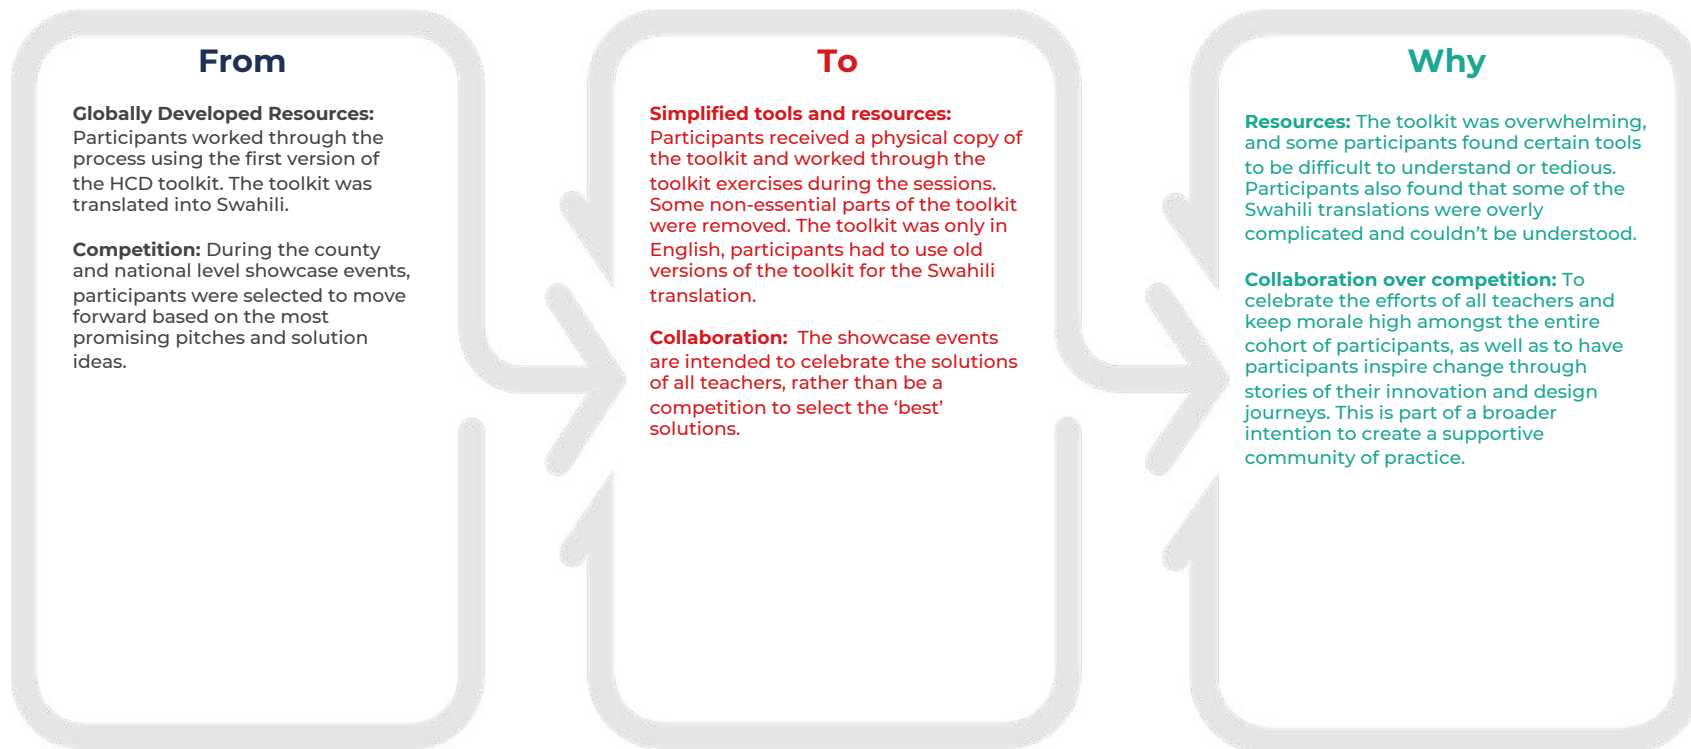 From
Globally Developed Resources:
Participants worked through the
process using the first version of
the HCD toolkit. The toolkit was
translated into Swahili.
Competition: During the county
and national level showcase events,
participants were selected to move
forward based on the most
promising pitches and solution
ideas.
To
Simplified tools and resources:
Participants received a physical copy of
the toolkit and worked through the
toolkit exercises during the sessions.
Some non-essential parts of the toolkit
were removed. The toolkit was only in
English, participants had to use old
versions of the toolkit for the Swahili
translation.
Collaboration: The showcase events
are intended to celebrate the solutions
of all teachers, rather than be a
competition to select the ‘best’
solutions.
Why
Resources: The toolkit was overwhelming,
and some participants found certain tools
to be difficult to understand or tedious.
Participants also found that some of the
Swahili translations were overly
complicated and couldn’t be understood.
Collaboration over competition: To
celebrate the efforts of all teachers and
keep morale high amongst the entire
cohort of participants, as well as to have
participants inspire change through
stories of their innovation and design
journeys. This is part of a broader
intention to create a supportive
community of practice.